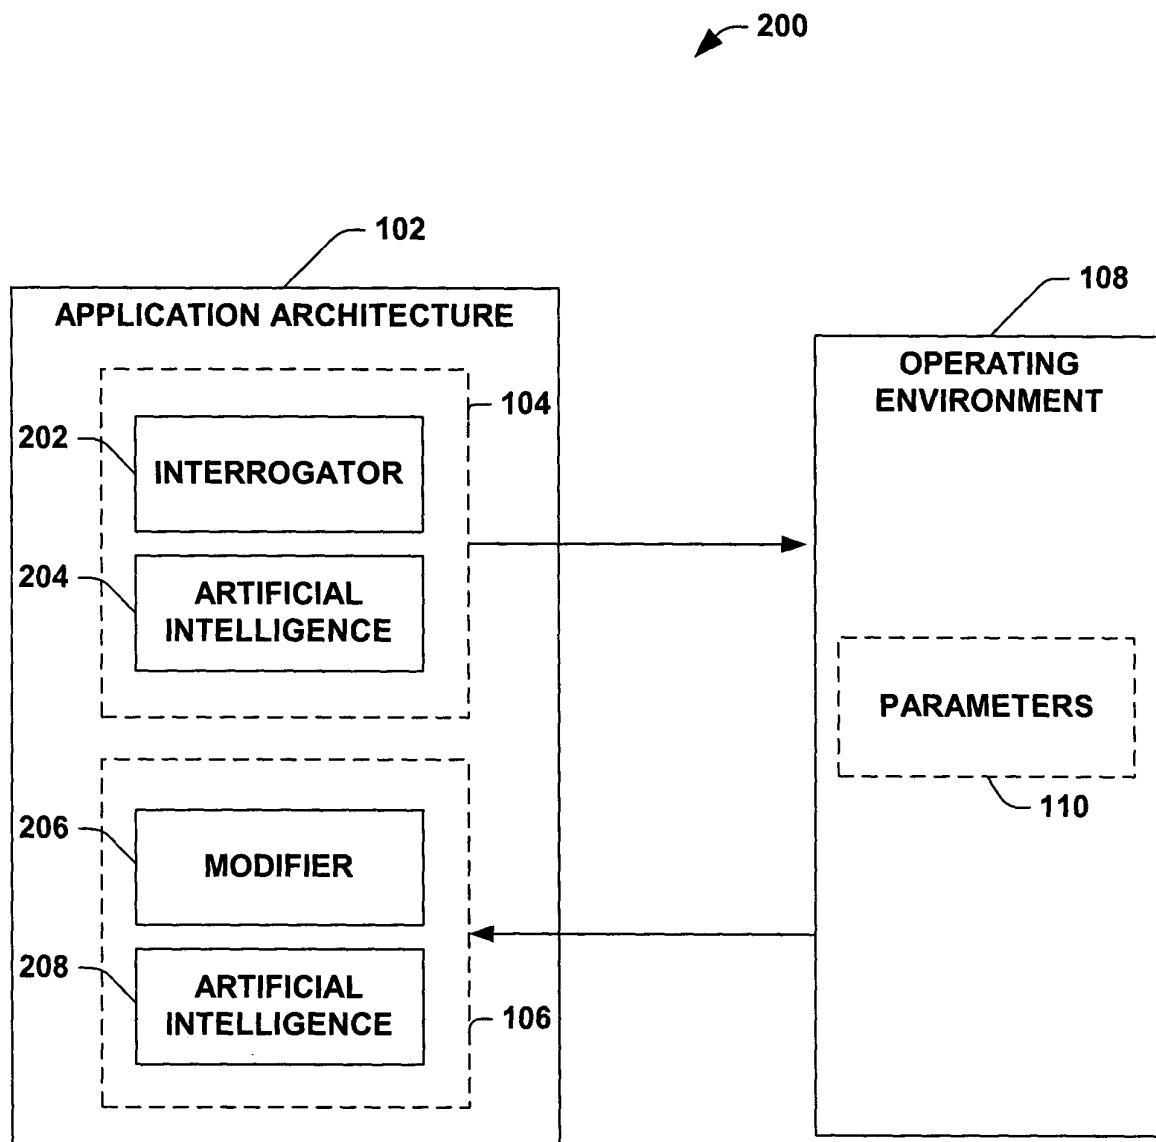 200
102
108
APPLICATION ARCHITECTURE
OPERATING
ENVIRONMENT
104
202
INTERROGATOR
204
ARTIFICIAL
INTELLIGENCE
PARAMETERS
110
206
MODIFIER
208
ARTIFICIAL
INTELLIGENCE
106